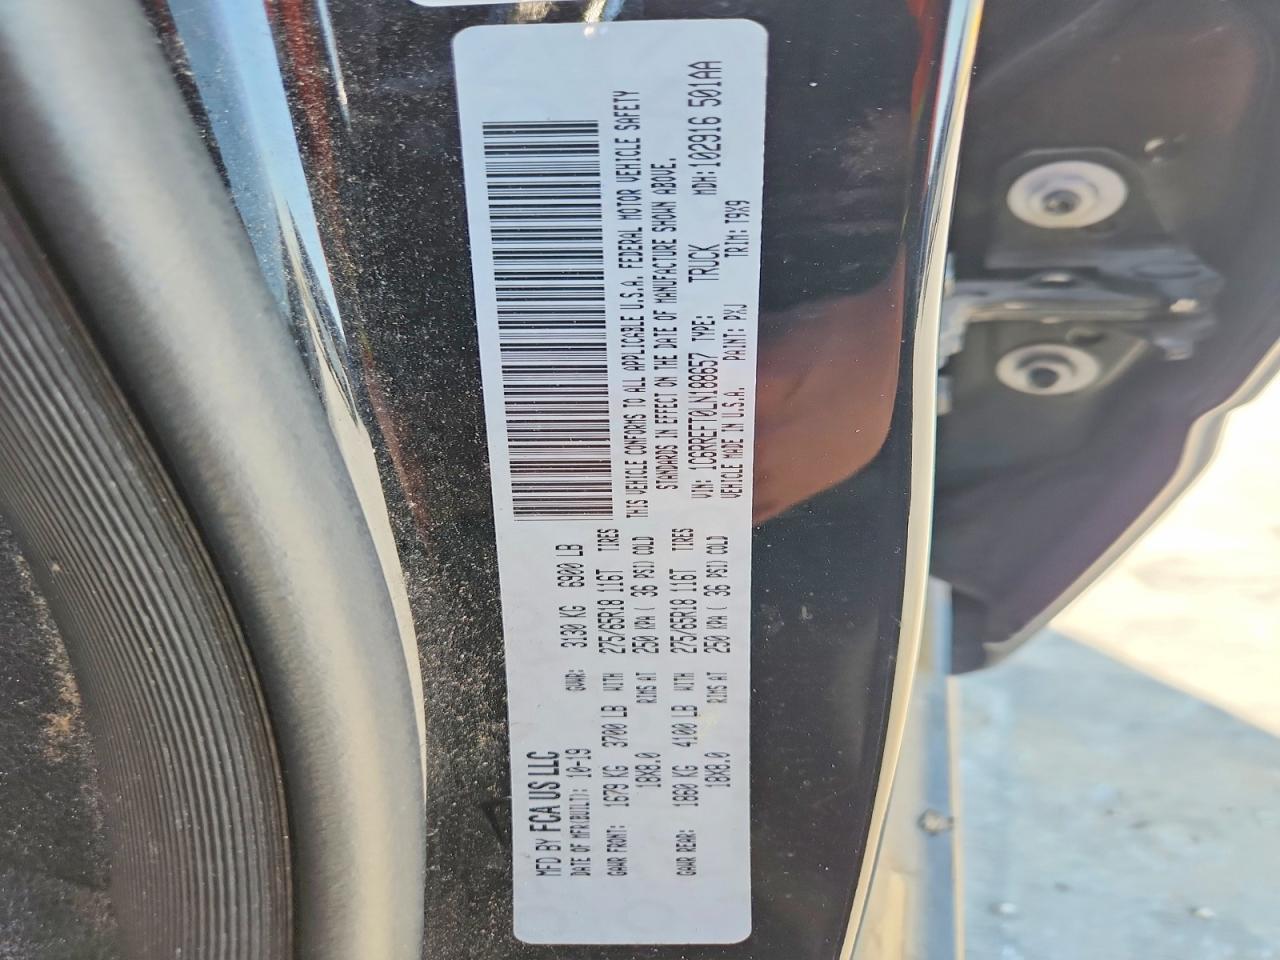 MFD BY FCA US LLC
DATE OF MFR(BUILT): 10-19 GVWR: 3130 KG 6900 LB
GAWR FRONT: 1679 KG 3700 LB WITH 275/65R18 116T TIRES
18X8.0 RIMS AT 250 KPA( 36 PSI) COLD
GAWR REAR: 1860 KG 4100 LB WITH 275/65R18 116T TIRES
18X8.0 RIMS AT 250 KPA( 36 PSI) COLD
THIS VEHICLE CONFORMS TO ALL APPLICABLE U.S.A. FEDERAL MOTOR VEHICLE SAFETY
STANDARDS IN EFFECT ON THE DATE OF MANUFACTURE SHOWN ABOVE.
VIN: 1C6RREFT0LN188657 TYPE: TRUCK MDH: 102916 501AA
VEHICLE MADE IN U.S.A. PAINT: PXJ TRIM: T9X9